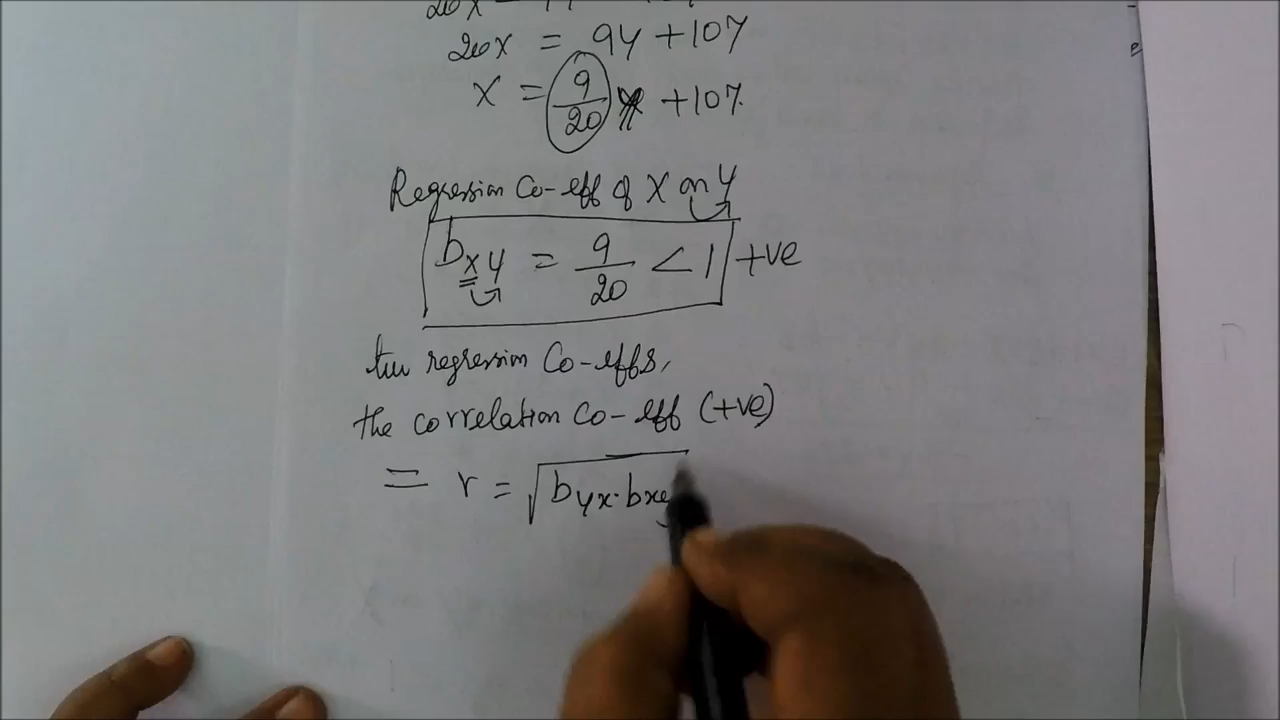 20x = 9y + 107
x = 9/20 y + 107
Regression Co-eff of X on y
bxy = 9/20 < 1 +ve
regression Co-effs,
the correlation Co-eff (+ve)
= r = √byx·bxy